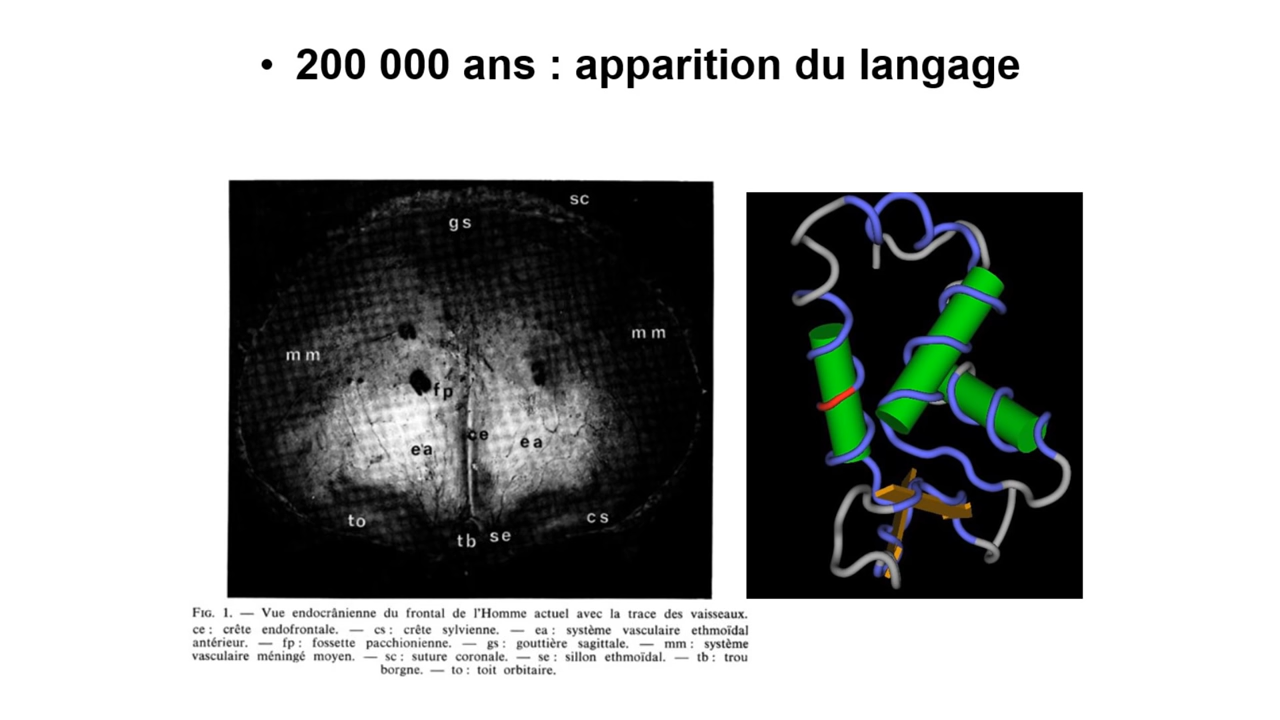 • 200 000 ans : apparition du langage
sc
gs
mm
mm
fp
ce
ea
ea
to
cs
tb se
FIG. 1. — Vue endocrânienne du frontal de l'Homme actuel avec la trace des vaisseaux.
ce : crête endofrontale. — cs : crête sylvienne. — ea : système vasculaire ethmoïdal
antérieur. — fp : fossette pacchionienne. — gs : gouttière sagittale. — mm : système
vasculaire méningé moyen. — sc : suture coronale. — se : sillon ethmoïdal. — tb : trou
borgne. — to : toit orbitaire.